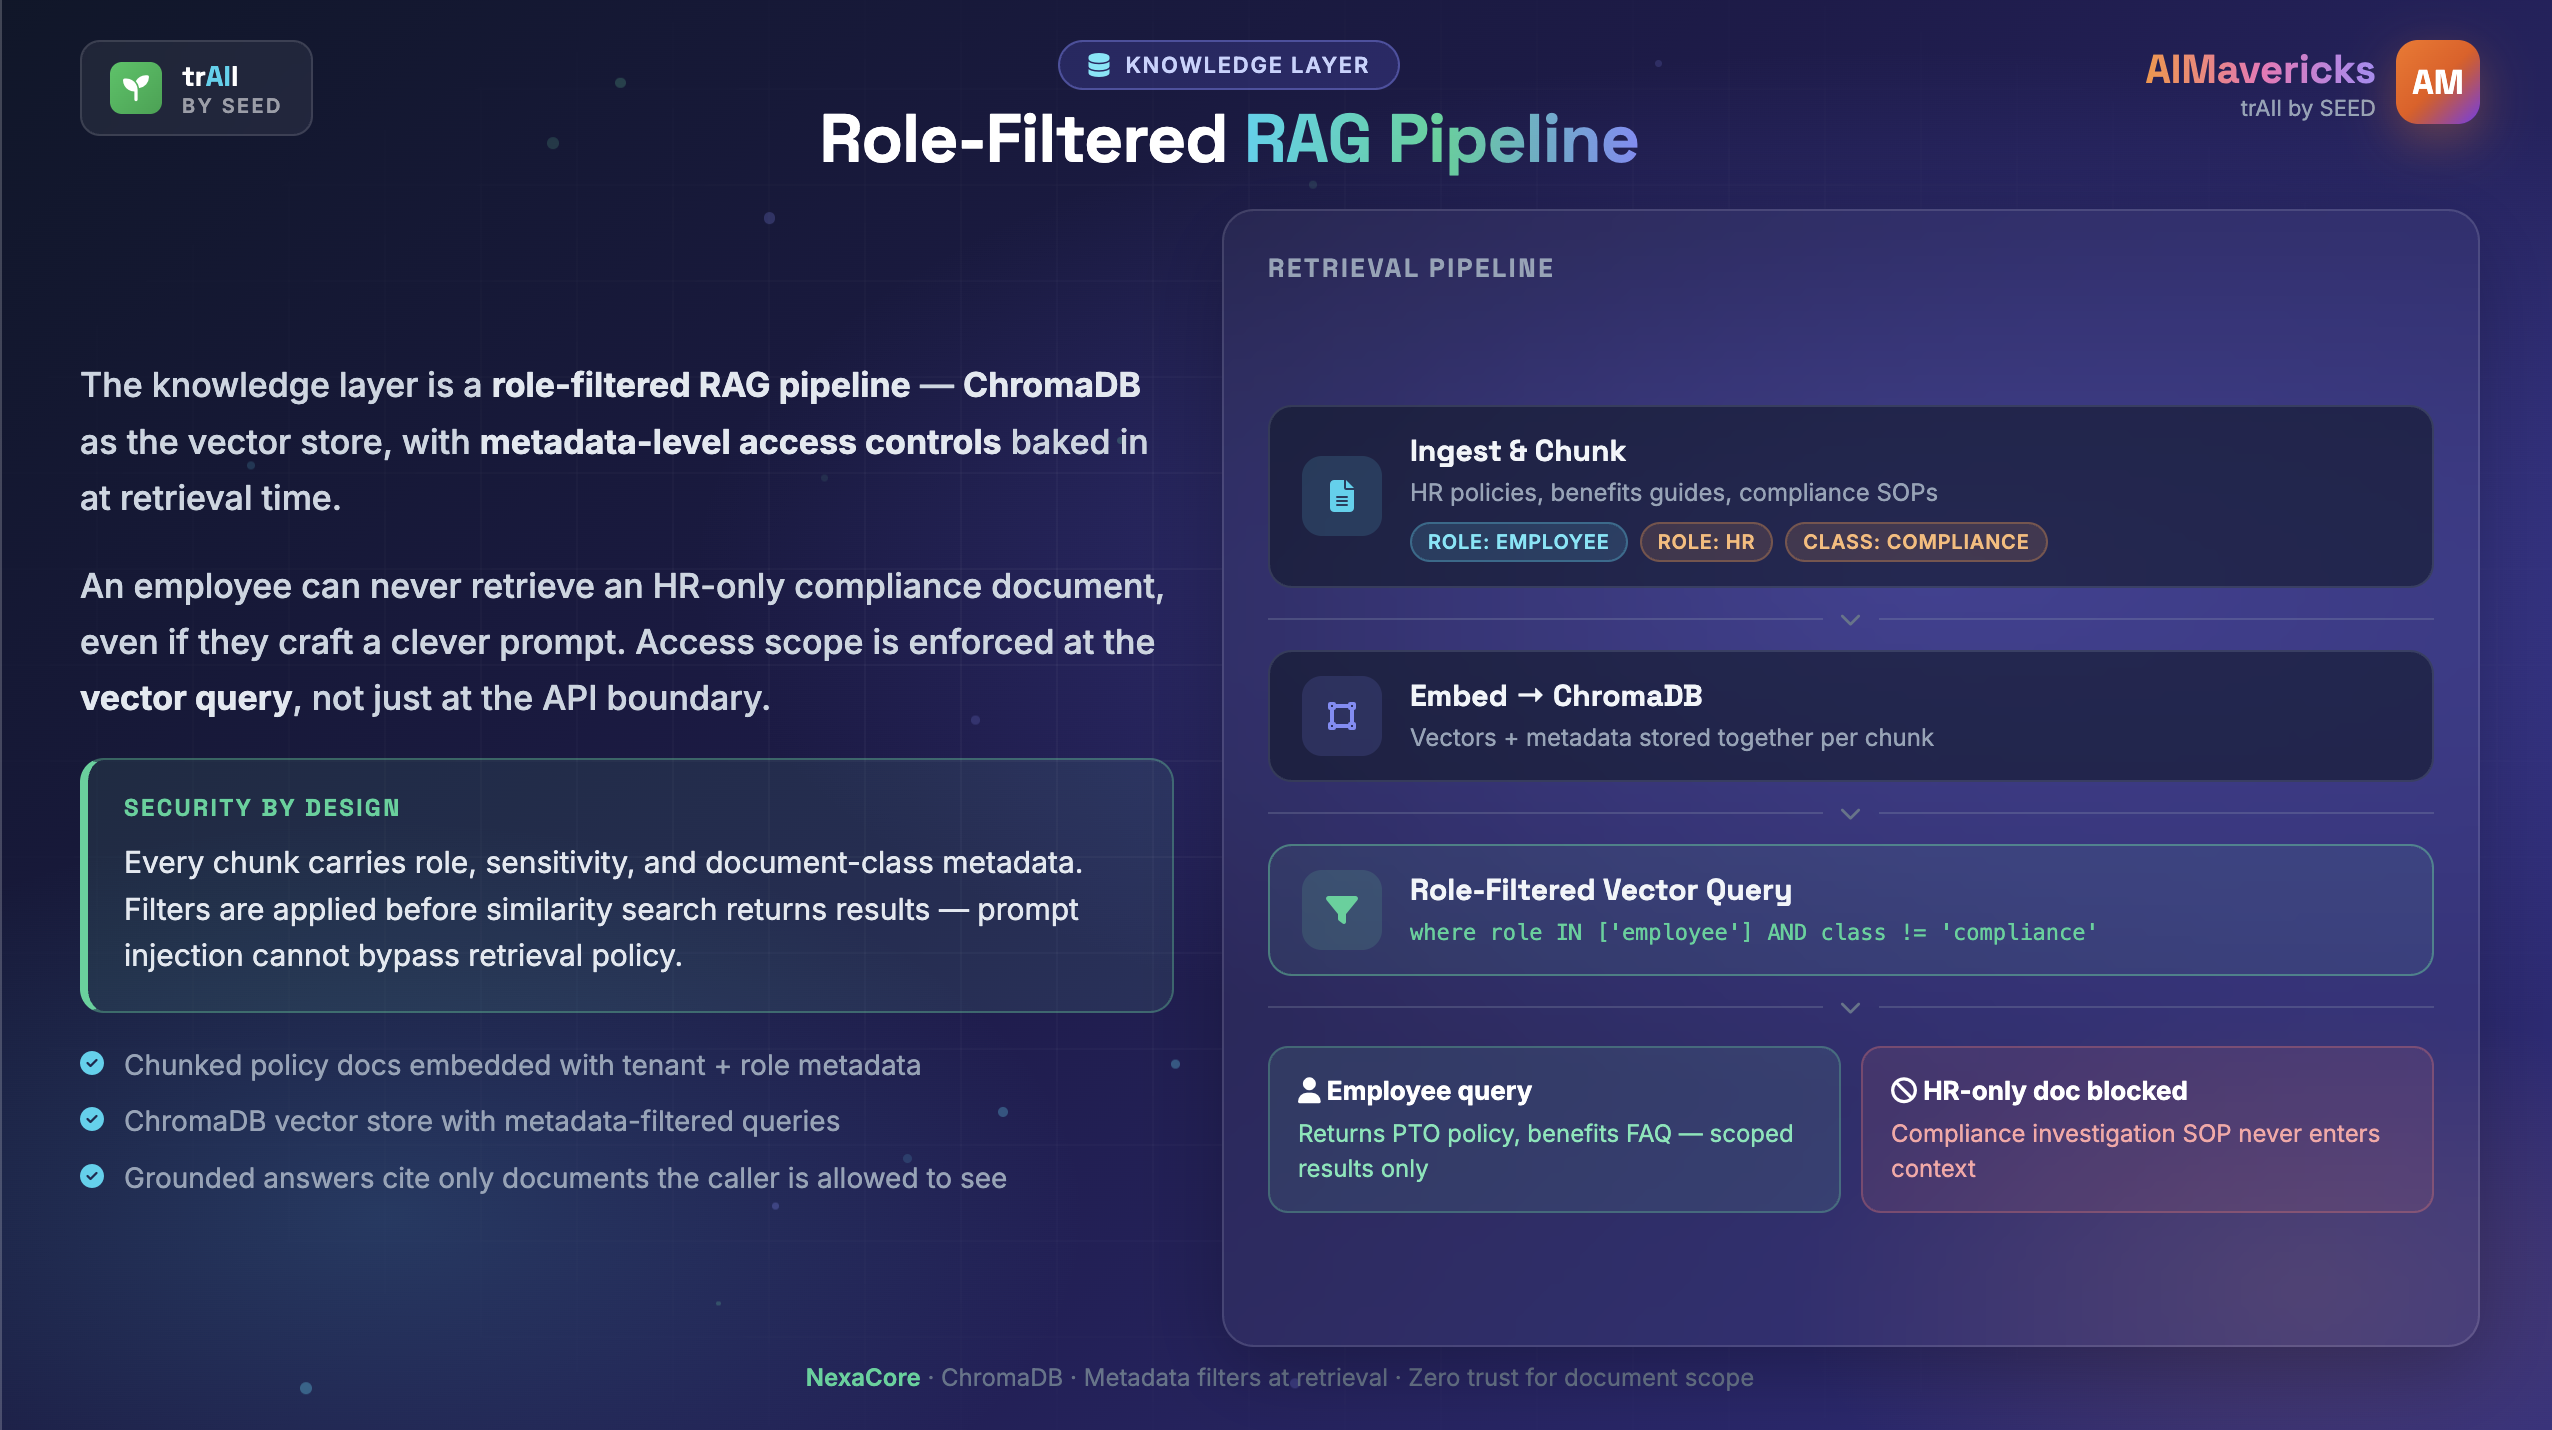 trAII
BY SEED
KNOWLEDGE LAYER
Role-Filtered RAG Pipeline
AIMavericks
trAII by SEED
AM
The knowledge layer is a role-filtered RAG pipeline — ChromaDB
as the vector store, with metadata-level access controls baked in
at retrieval time.
An employee can never retrieve an HR-only compliance document,
even if they craft a clever prompt. Access scope is enforced at the
vector query, not just at the API boundary.
SECURITY BY DESIGN
Every chunk carries role, sensitivity, and document-class metadata.
Filters are applied before similarity search returns results — prompt
injection cannot bypass retrieval policy.
Chunked policy docs embedded with tenant + role metadata
ChromaDB vector store with metadata-filtered queries
Grounded answers cite only documents the caller is allowed to see
RETRIEVAL PIPELINE
Ingest & Chunk
HR policies, benefits guides, compliance SOPs
ROLE: EMPLOYEE ROLE: HR CLASS: COMPLIANCE
Embed → ChromaDB
Vectors + metadata stored together per chunk
Role-Filtered Vector Query
where role IN ['employee'] AND class != 'compliance'
Employee query
Returns PTO policy, benefits FAQ — scoped
results only
HR-only doc blocked
Compliance investigation SOP never enters
context
NexaCore · ChromaDB · Metadata filters at retrieval · Zero trust for document scope